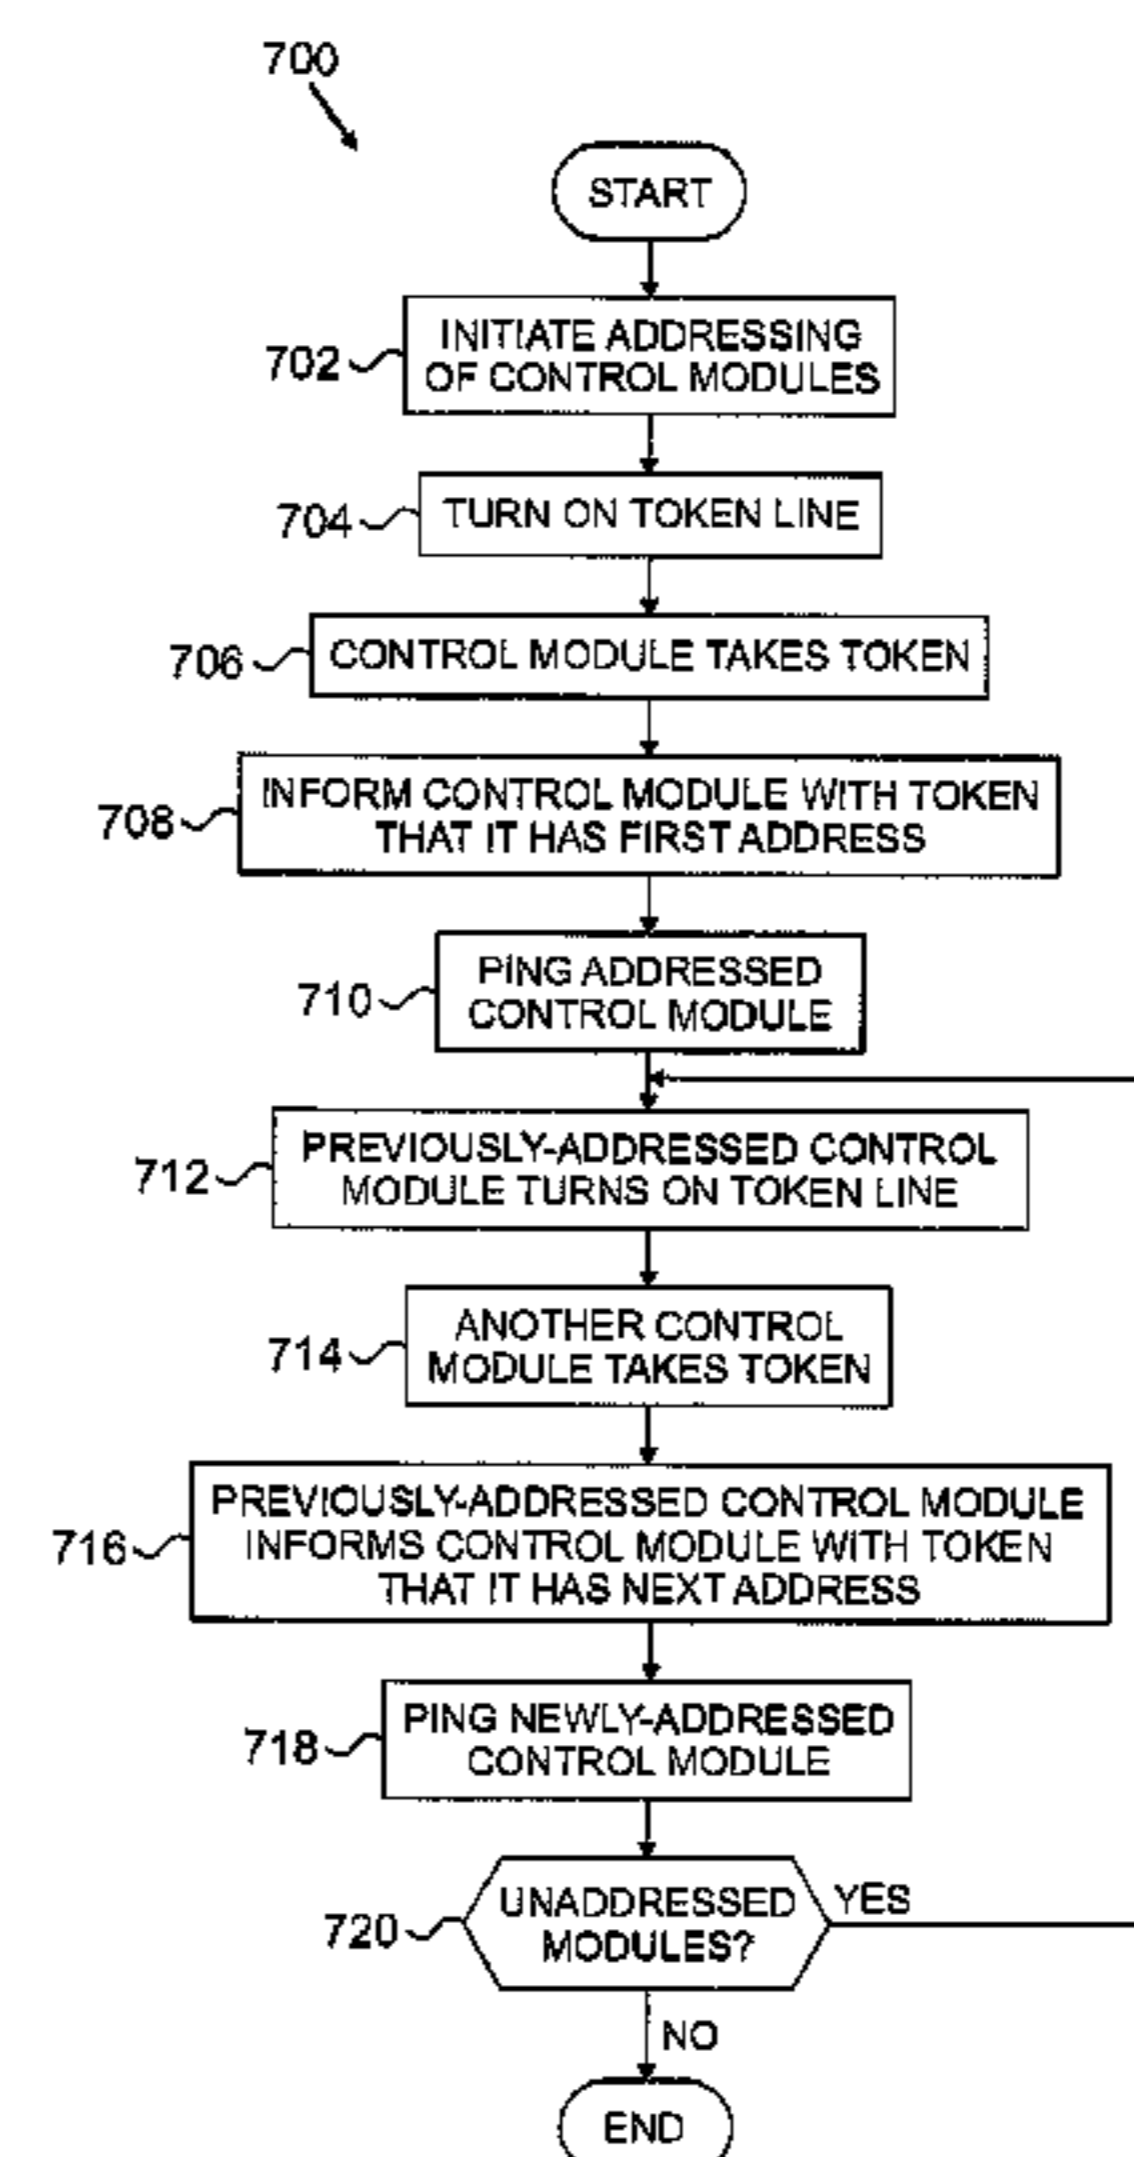 700
START
702
INITIATE ADDRESSING
OF CONTROL MODULES
704
TURN ON TOKEN LINE
706
CONTROL MODULE TAKES TOKEN
708
INFORM CONTROL MODULE WITH TOKEN
THAT IT HAS FIRST ADDRESS
710
PING ADDRESSED
CONTROL MODULE
712
PREVIOUSLY-ADDRESSED CONTROL
MODULE TURNS ON TOKEN LINE
714
ANOTHER CONTROL
MODULE TAKES TOKEN
716
PREVIOUSLY-ADDRESSED CONTROL MODULE
INFORMS CONTROL MODULE WITH TOKEN
THAT IT HAS NEXT ADDRESS
718
PING NEWLY-ADDRESSED
CONTROL MODULE
720
UNADDRESSED
MODULES?
YES
NO
END